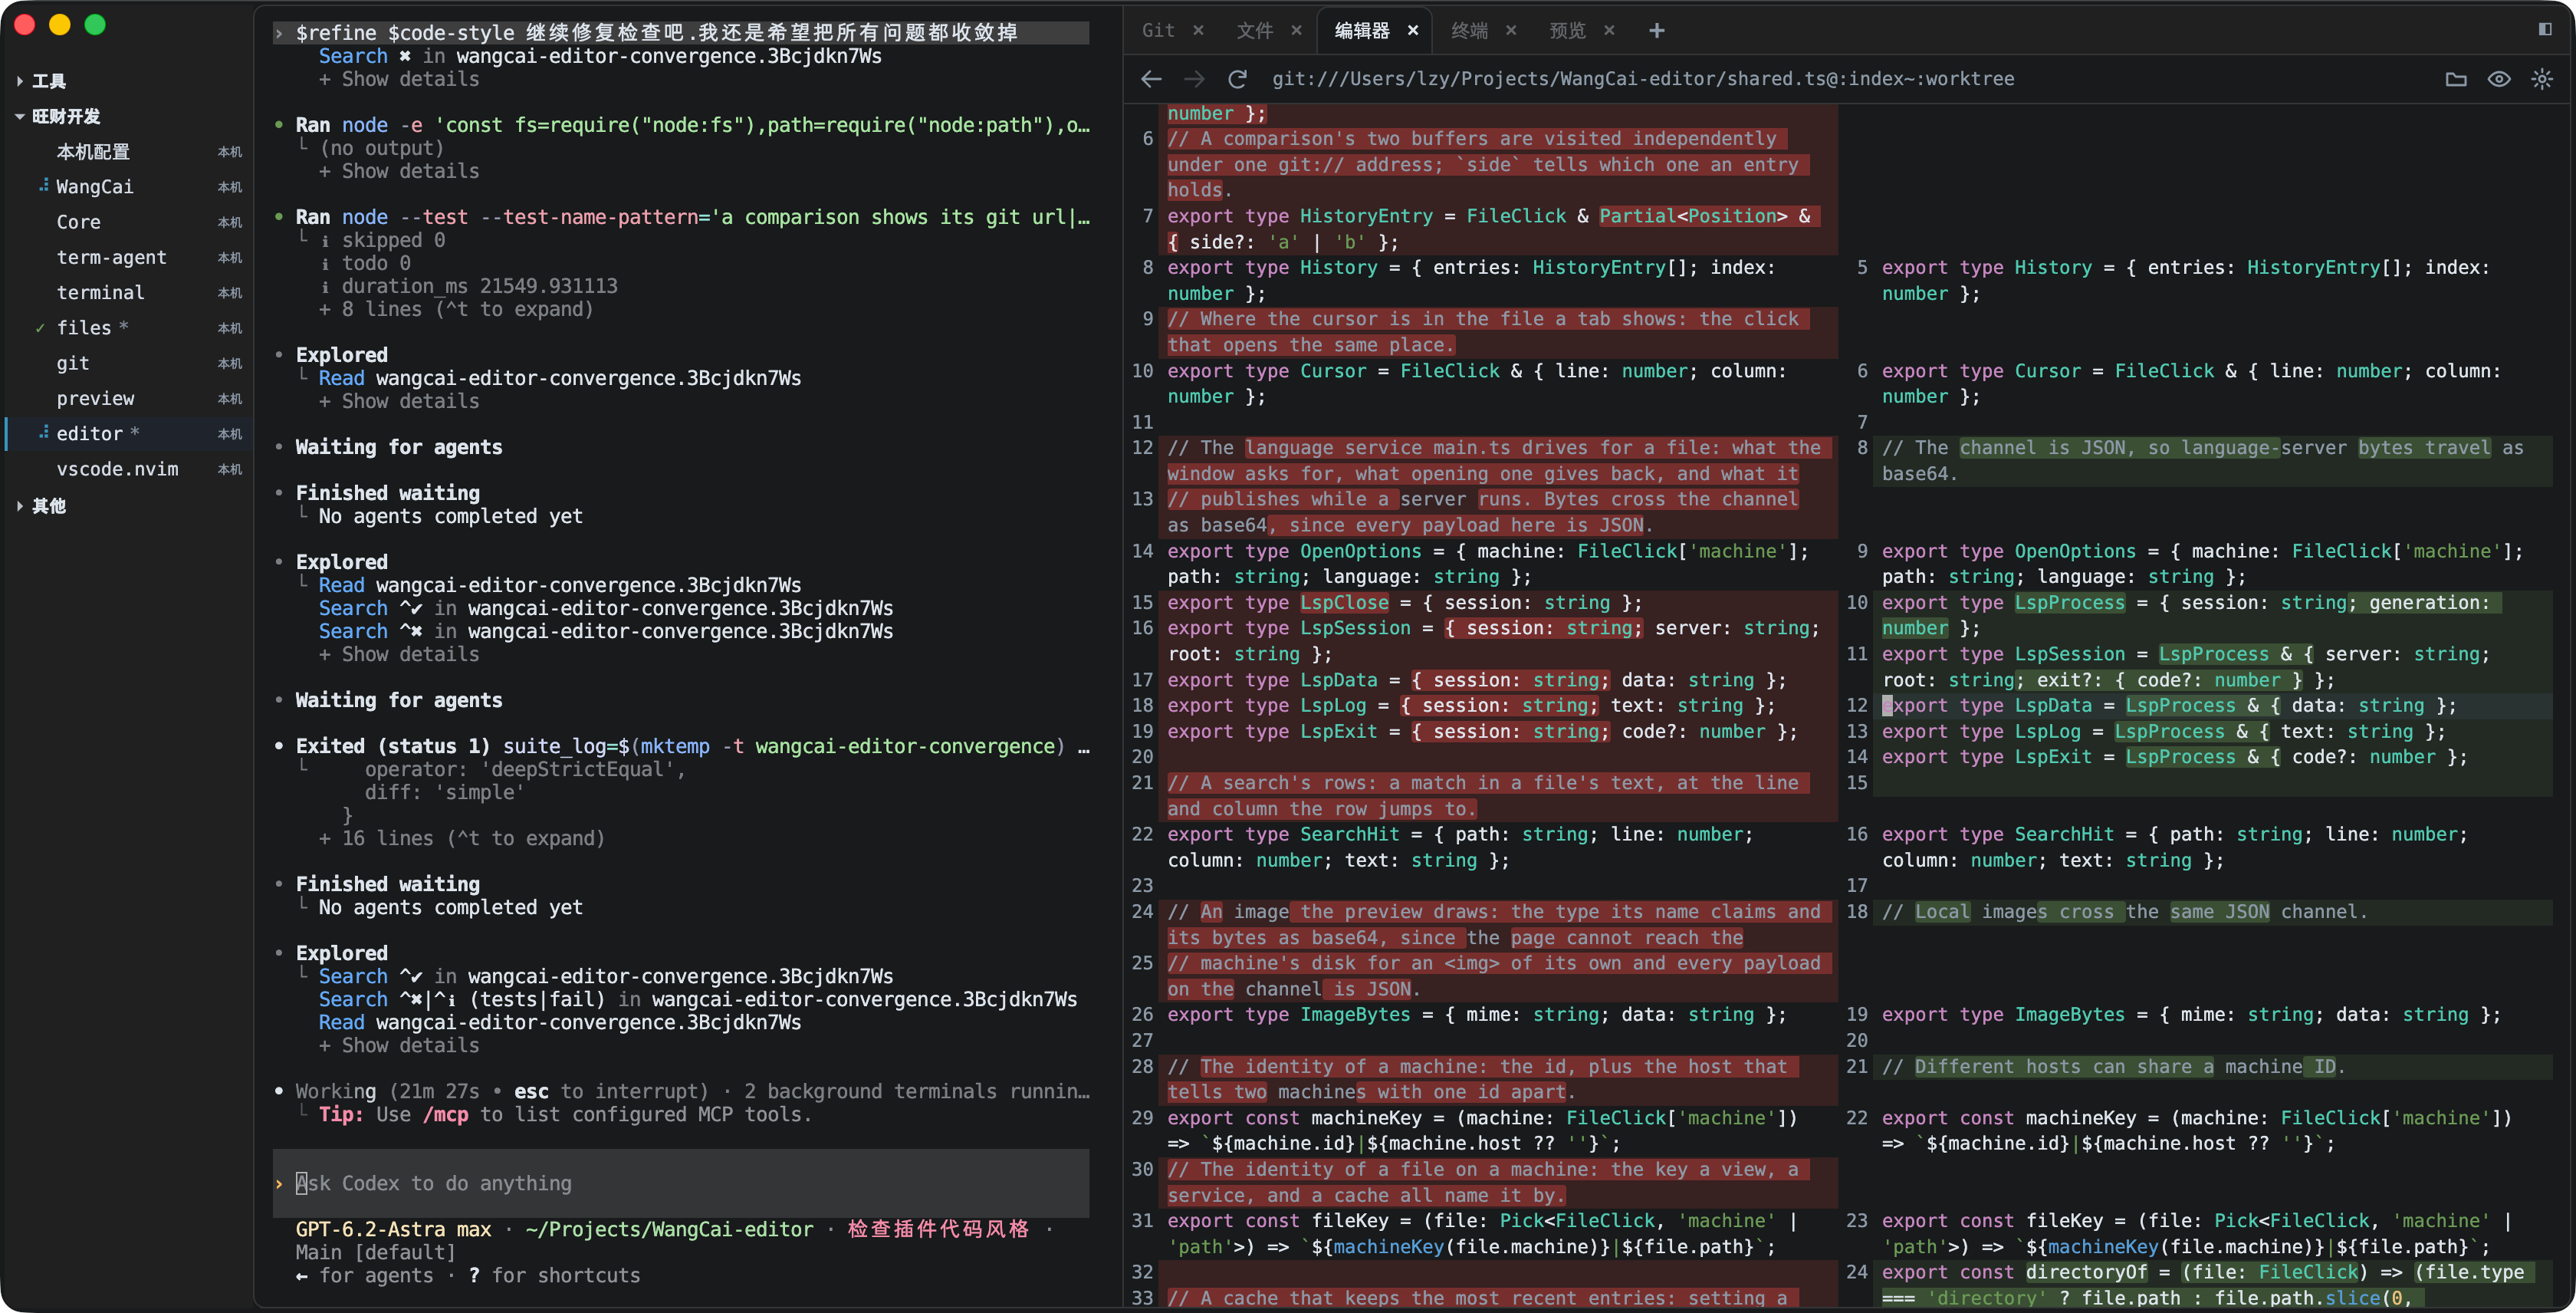 工具
旺财开发
本机配置 本机
WangCai 本机
Core 本机
term-agent 本机
terminal 本机
✓ files * 本机
git 本机
preview 本机
editor * 本机
vscode.nvim 本机
其他
› $refine $code-style 继续修复检查吧.我还是希望把所有问题都收敛掉
Search ✖ in wangcai-editor-convergence.3Bcjdkn7Ws
+ Show details
• Ran node -e 'const fs=require("node:fs"),path=require("node:path"),o…
└ (no output)
+ Show details
• Ran node --test --test-name-pattern='a comparison shows its git url|…
└ ℹ skipped 0
ℹ todo 0
ℹ duration_ms 21549.931113
+ 8 lines (^t to expand)
• Explored
└ Read wangcai-editor-convergence.3Bcjdkn7Ws
+ Show details
• Waiting for agents
• Finished waiting
└ No agents completed yet
• Explored
└ Read wangcai-editor-convergence.3Bcjdkn7Ws
Search ^✔ in wangcai-editor-convergence.3Bcjdkn7Ws
Search ^✖ in wangcai-editor-convergence.3Bcjdkn7Ws
+ Show details
• Waiting for agents
• Exited (status 1) suite_log=$(mktemp -t wangcai-editor-convergence) …
└ operator: 'deepStrictEqual',
diff: 'simple'
}
+ 16 lines (^t to expand)
• Finished waiting
└ No agents completed yet
• Explored
└ Search ^✔ in wangcai-editor-convergence.3Bcjdkn7Ws
Search ^✖|^ℹ (tests|fail) in wangcai-editor-convergence.3Bcjdkn7Ws
Read wangcai-editor-convergence.3Bcjdkn7Ws
+ Show details
• Working (21m 27s • esc to interrupt) · 2 background terminals runnin…
└ Tip: Use /mcp to list configured MCP tools.
› Ask Codex to do anything
GPT-6.2-Astra max · ~/Projects/WangCai-editor · 检查插件代码风格 ·
Main [default]
← for agents · ? for shortcuts
Git × 文件 × 编辑器 × 终端 × 预览 × +
git:///Users/lzy/Projects/WangCai-editor/shared.ts@:index~:worktree
number };
6 // A comparison's two buffers are visited independently
under one git:// address; `side` tells which one an entry
holds.
7 export type HistoryEntry = FileClick & Partial<Position> &
{ side?: 'a' | 'b' };
8 export type History = { entries: HistoryEntry[]; index:
number };
9 // Where the cursor is in the file a tab shows: the click
that opens the same place.
10 export type Cursor = FileClick & { line: number; column:
number };
11
12 // The language service main.ts drives for a file: what the
window asks for, what opening one gives back, and what it
13 // publishes while a server runs. Bytes cross the channel
as base64, since every payload here is JSON.
14 export type OpenOptions = { machine: FileClick['machine'];
path: string; language: string };
15 export type LspClose = { session: string };
16 export type LspSession = { session: string; server: string;
root: string };
17 export type LspData = { session: string; data: string };
18 export type LspLog = { session: string; text: string };
19 export type LspExit = { session: string; code?: number };
20
21 // A search's rows: a match in a file's text, at the line
and column the row jumps to.
22 export type SearchHit = { path: string; line: number;
column: number; text: string };
23
24 // An image the preview draws: the type its name claims and
its bytes as base64, since the page cannot reach the
25 // machine's disk for an <img> of its own and every payload
on the channel is JSON.
26 export type ImageBytes = { mime: string; data: string };
27
28 // The identity of a machine: the id, plus the host that
tells two machines with one id apart.
29 export const machineKey = (machine: FileClick['machine'])
=> `${machine.id}|${machine.host ?? ''}`;
30 // The identity of a file on a machine: the key a view, a
service, and a cache all name it by.
31 export const fileKey = (file: Pick<FileClick, 'machine' |
'path'>) => `${machineKey(file.machine)}|${file.path}`;
32
33 // A cache that keeps the most recent entries: setting a
5 export type History = { entries: HistoryEntry[]; index:
number };
6 export type Cursor = FileClick & { line: number; column:
number };
7
8 // The channel is JSON, so language-server bytes travel as
base64.
9 export type OpenOptions = { machine: FileClick['machine'];
path: string; language: string };
10 export type LspProcess = { session: string; generation:
number };
11 export type LspSession = LspProcess & { server: string;
root: string; exit?: { code?: number } };
12 export type LspData = LspProcess & { data: string };
13 export type LspLog = LspProcess & { text: string };
14 export type LspExit = LspProcess & { code?: number };
15
16 export type SearchHit = { path: string; line: number;
column: number; text: string };
17
18 // Local images cross the same JSON channel.
19 export type ImageBytes = { mime: string; data: string };
20
21 // Different hosts can share a machine ID.
22 export const machineKey = (machine: FileClick['machine'])
=> `${machine.id}|${machine.host ?? ''}`;
23 export const fileKey = (file: Pick<FileClick, 'machine' |
'path'>) => `${machineKey(file.machine)}|${file.path}`;
24 export const directoryOf = (file: FileClick) => (file.type
=== 'directory' ? file.path : file.path.slice(0,